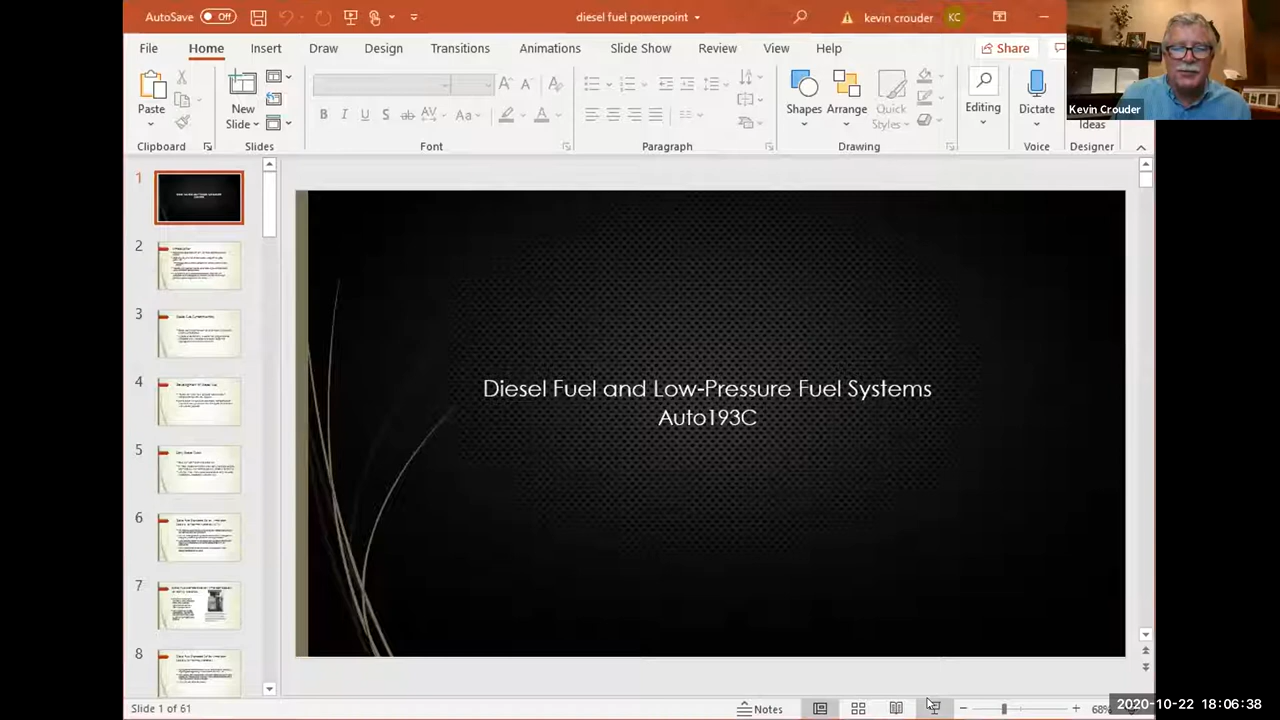 AutoSave Off
diesel fuel powerpoint
kevin crouder KC
File Home Insert Draw Design Transitions Animations Slide Show Review View Help
Share
Paste
New
Slide
Shapes
Arrange
Quick
Styles
Editing
Dictate
Ideas
Clipboard
Slides
Font
Paragraph
Drawing
Voice
Designer
Kevin Crouder
1
2
3
4
5
6
7
8
Diesel Fuel and Low-Pressure Fuel Systems
Auto193C
Slide 1 of 61
Notes
68%
2020-10-22 18:06:38